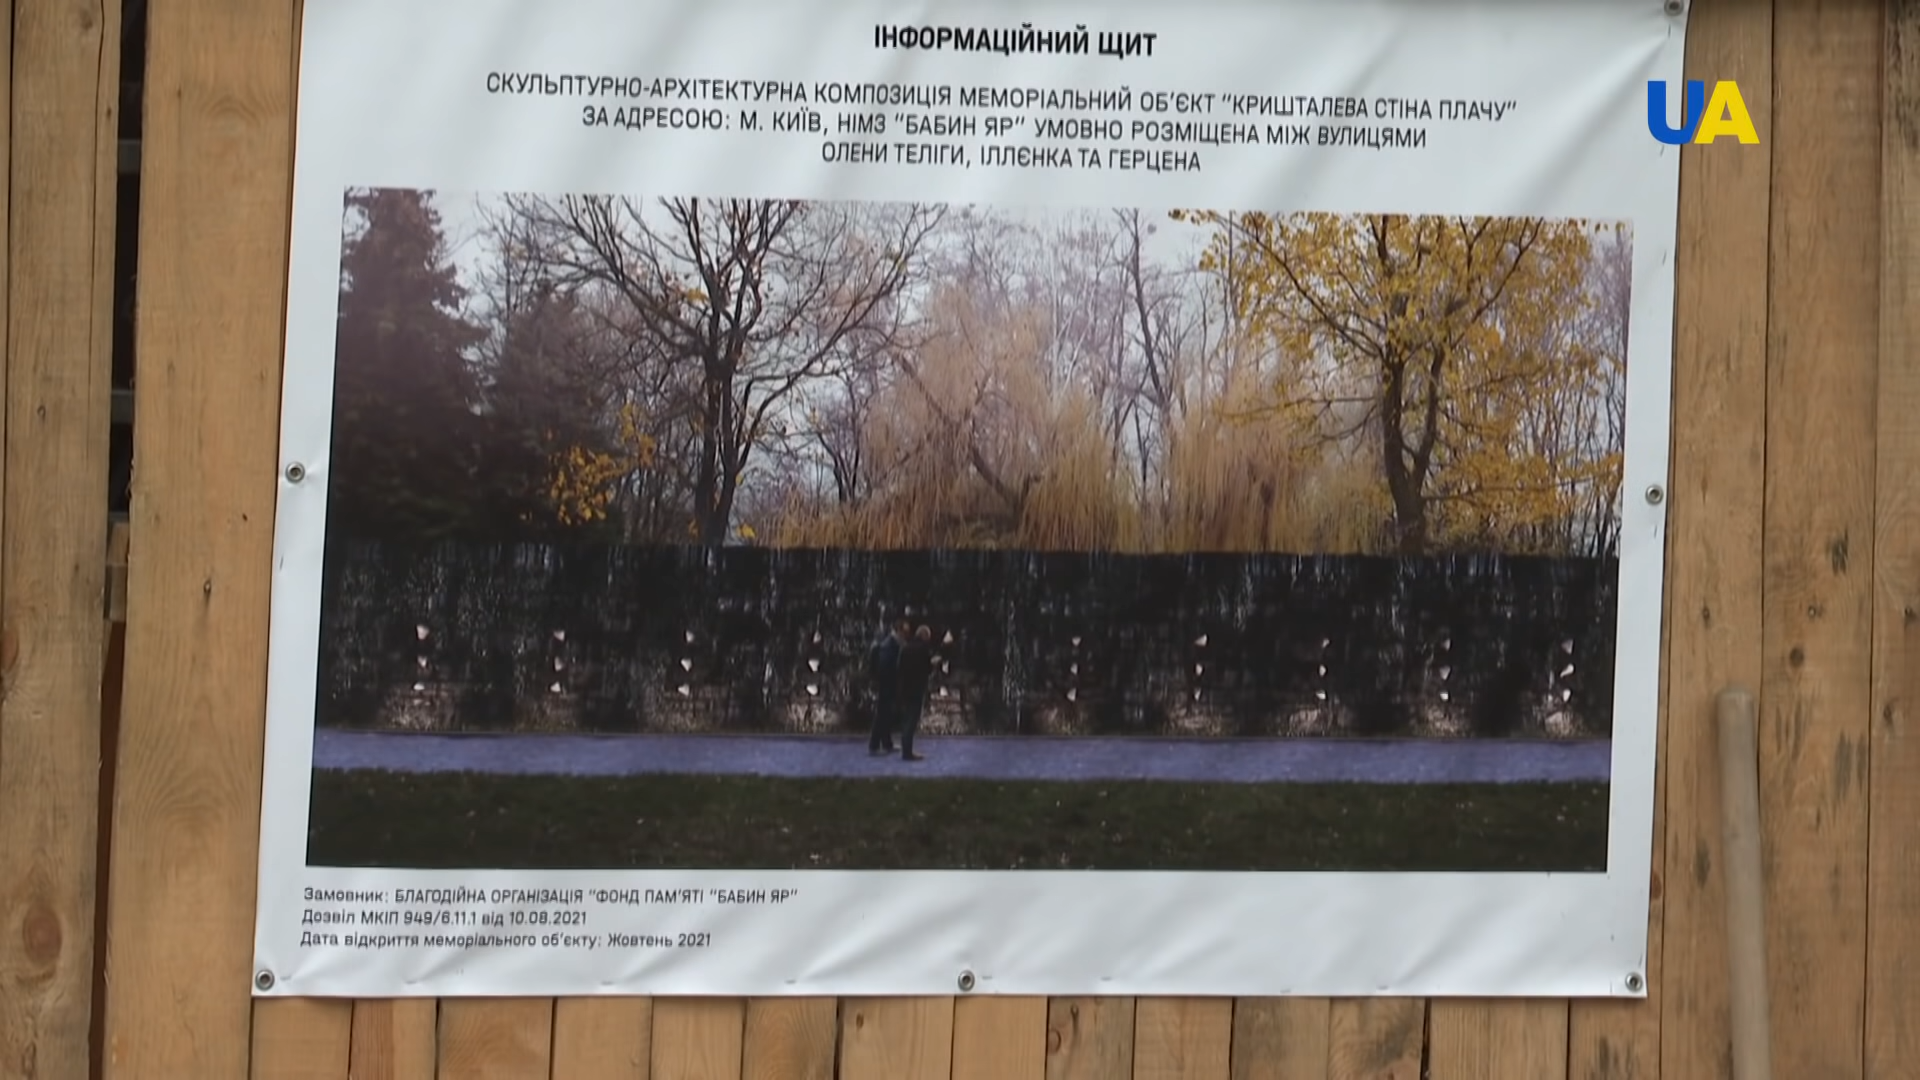 ІНФОРМАЦІЙНИЙ ЩИТ
СКУЛЬПТУРНО-АРХІТЕКТУРНА КОМПОЗИЦІЯ МЕМОРІАЛЬНИЙ ОБ'ЄКТ "КРИШТАЛЕВА СТІНА ПЛАЧУ"
ЗА АДРЕСОЮ: М. КИЇВ, НІМЗ "БАБИН ЯР" УМОВНО РОЗМІЩЕНА МІЖ ВУЛИЦЯМИ
ОЛЕНИ ТЕЛІГИ, ІЛЛЄНКА ТА ГЕРЦЕНА
UA
Замовник: БЛАГОДІЙНА ОРГАНІЗАЦІЯ "ФОНД ПАМ'ЯТІ "БАБИН ЯР"
Дозвіл МКІП 949/6.11.1 від 10.08.2021
Дата відкриття меморіального об'єкту: Жовтень 2021